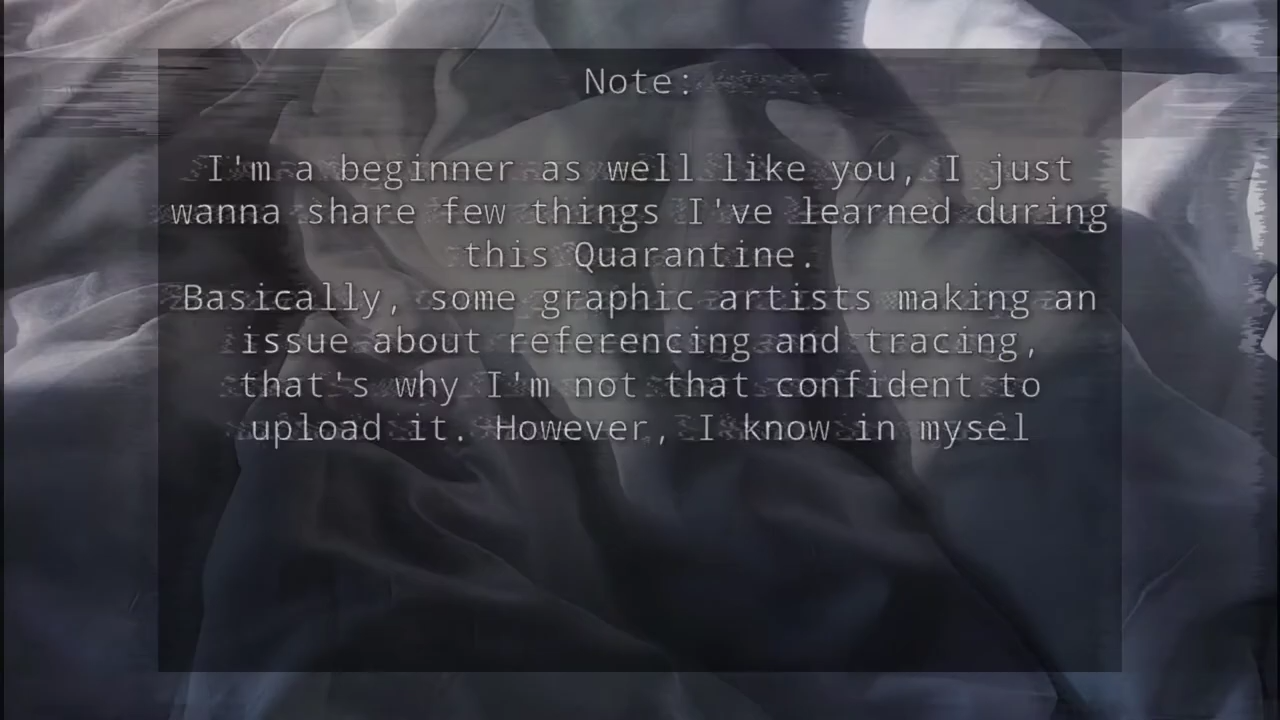 Note:
I'm a beginner as well like you, I just
wanna share few things I've learned during
this Quarantine.
Basically, some graphic artists making an
issue about referencing and tracing,
that's why I'm not that confident to
upload it. However, I know in mysel